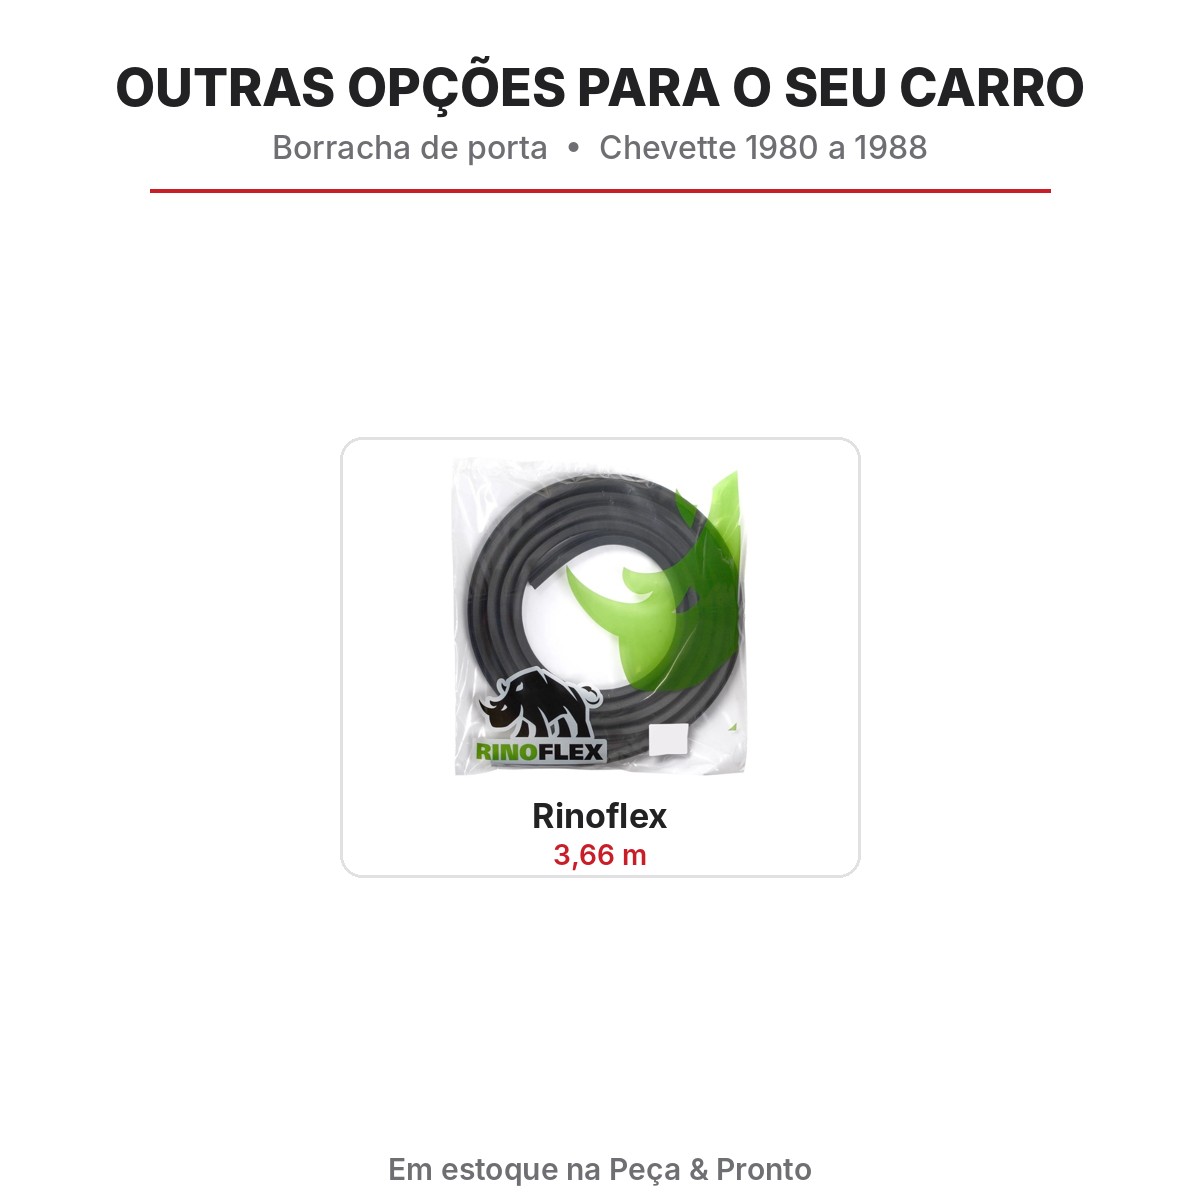 OUTRAS OPÇÕES PARA O SEU CARRO
Borracha de porta • Chevette 1980 a 1988
RINOFLEX
Rinoflex
3,66 m
Em estoque na Peça & Pronto